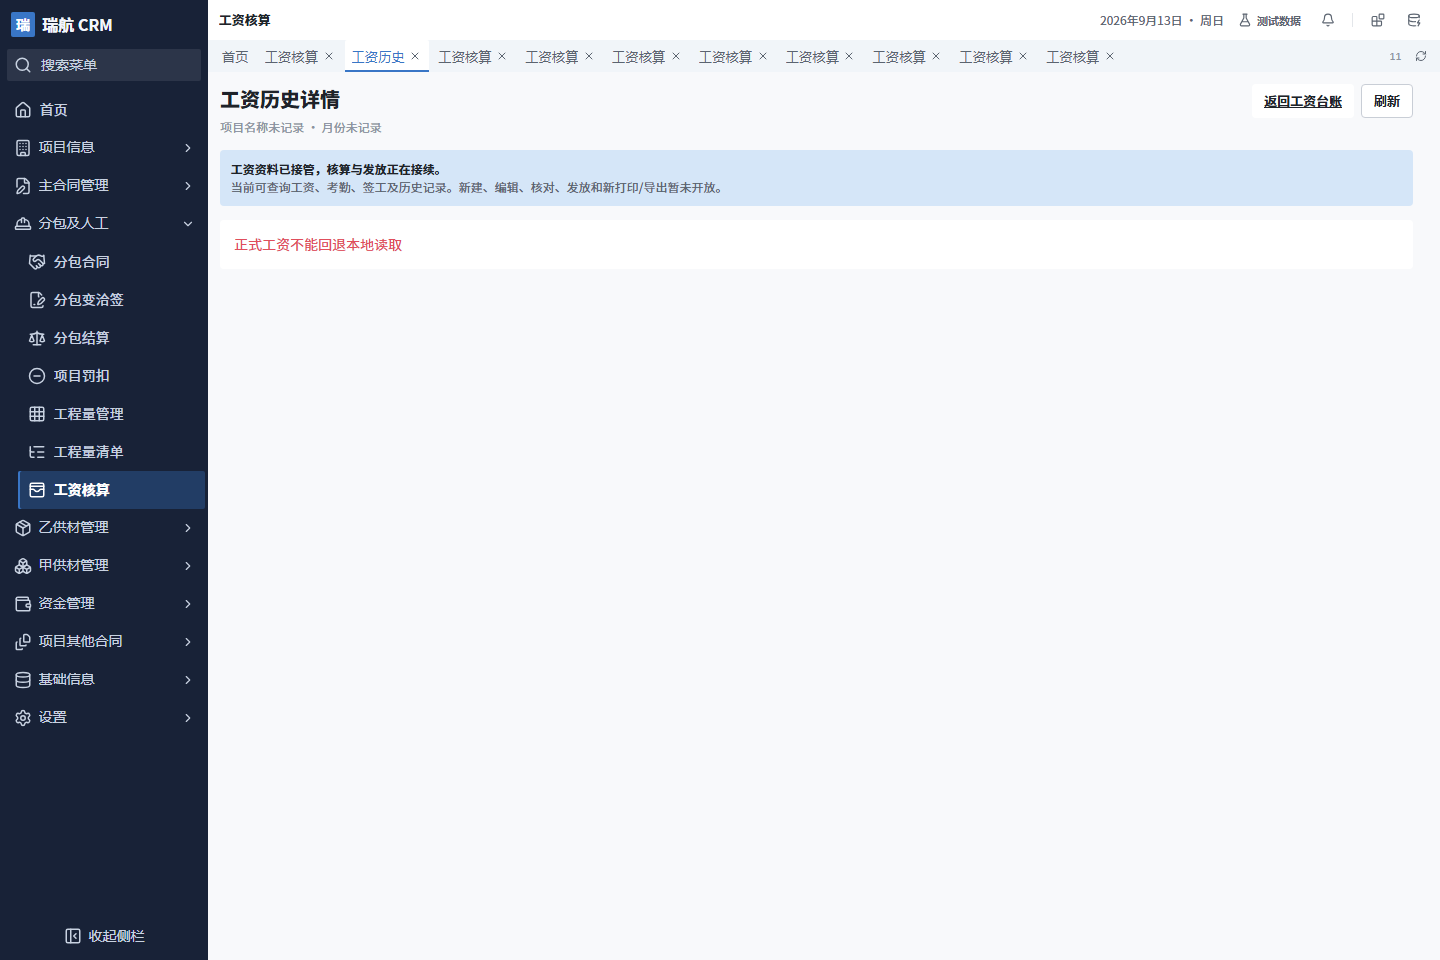 瑞 瑞航 CRM
搜索菜单
首页
项目信息
主合同管理
分包及人工
分包合同
分包变洽签
分包结算
项目罚扣
工程量管理
工程量清单
工资核算
乙供材管理
甲供材管理
资金管理
项目其他合同
基础信息
设置
收起侧栏
工资核算
2026年9月13日 • 周日 测试数据
首页 工资核算 工资历史 工资核算 工资核算 工资核算 工资核算 工资核算 工资核算 工资核算 工资核算 11
工资历史详情
项目名称未记录 • 月份未记录
返回工资台账 刷新
工资资料已接管，核算与发放正在接续。
当前可查询工资、考勤、签工及历史记录。新建、编辑、核对、发放和新打印/导出暂未开放。
正式工资不能回退本地读取